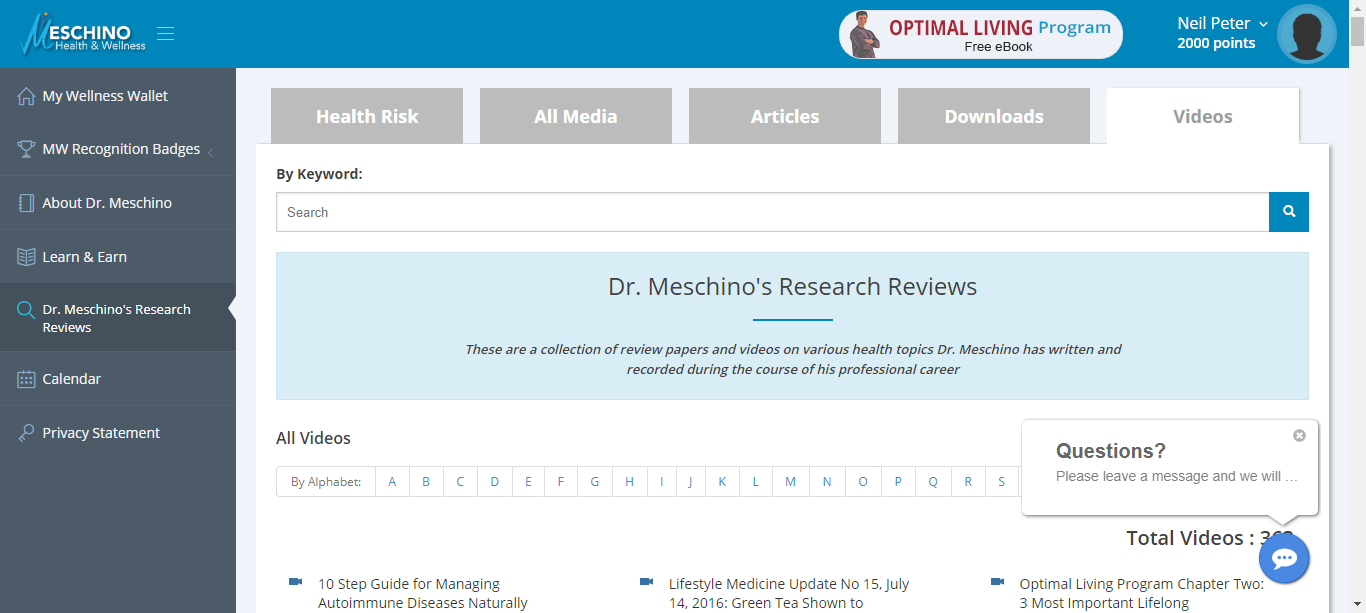 MESCHINO
Health & Wellness
OPTIMAL LIVING Program
Free eBook
Neil Peter
2000 points
My Wellness Wallet
MW Recognition Badges
About Dr. Meschino
Learn & Earn
Dr. Meschino's Research
Reviews
Calendar
Privacy Statement
Health Risk
All Media
Articles
Downloads
Videos
By Keyword:
Search
Dr. Meschino's Research Reviews
These are a collection of review papers and videos on various health topics Dr. Meschino has written and
recorded during the course of his professional career
All Videos
By Alphabet: A B C D E F G H I J K L M N O P Q R S
Questions?
Please leave a message and we will ...
Total Videos :
10 Step Guide for Managing
Autoimmune Diseases Naturally
Lifestyle Medicine Update No 15, July
14, 2016: Green Tea Shown to
Optimal Living Program Chapter Two:
3 Most Important Lifelong